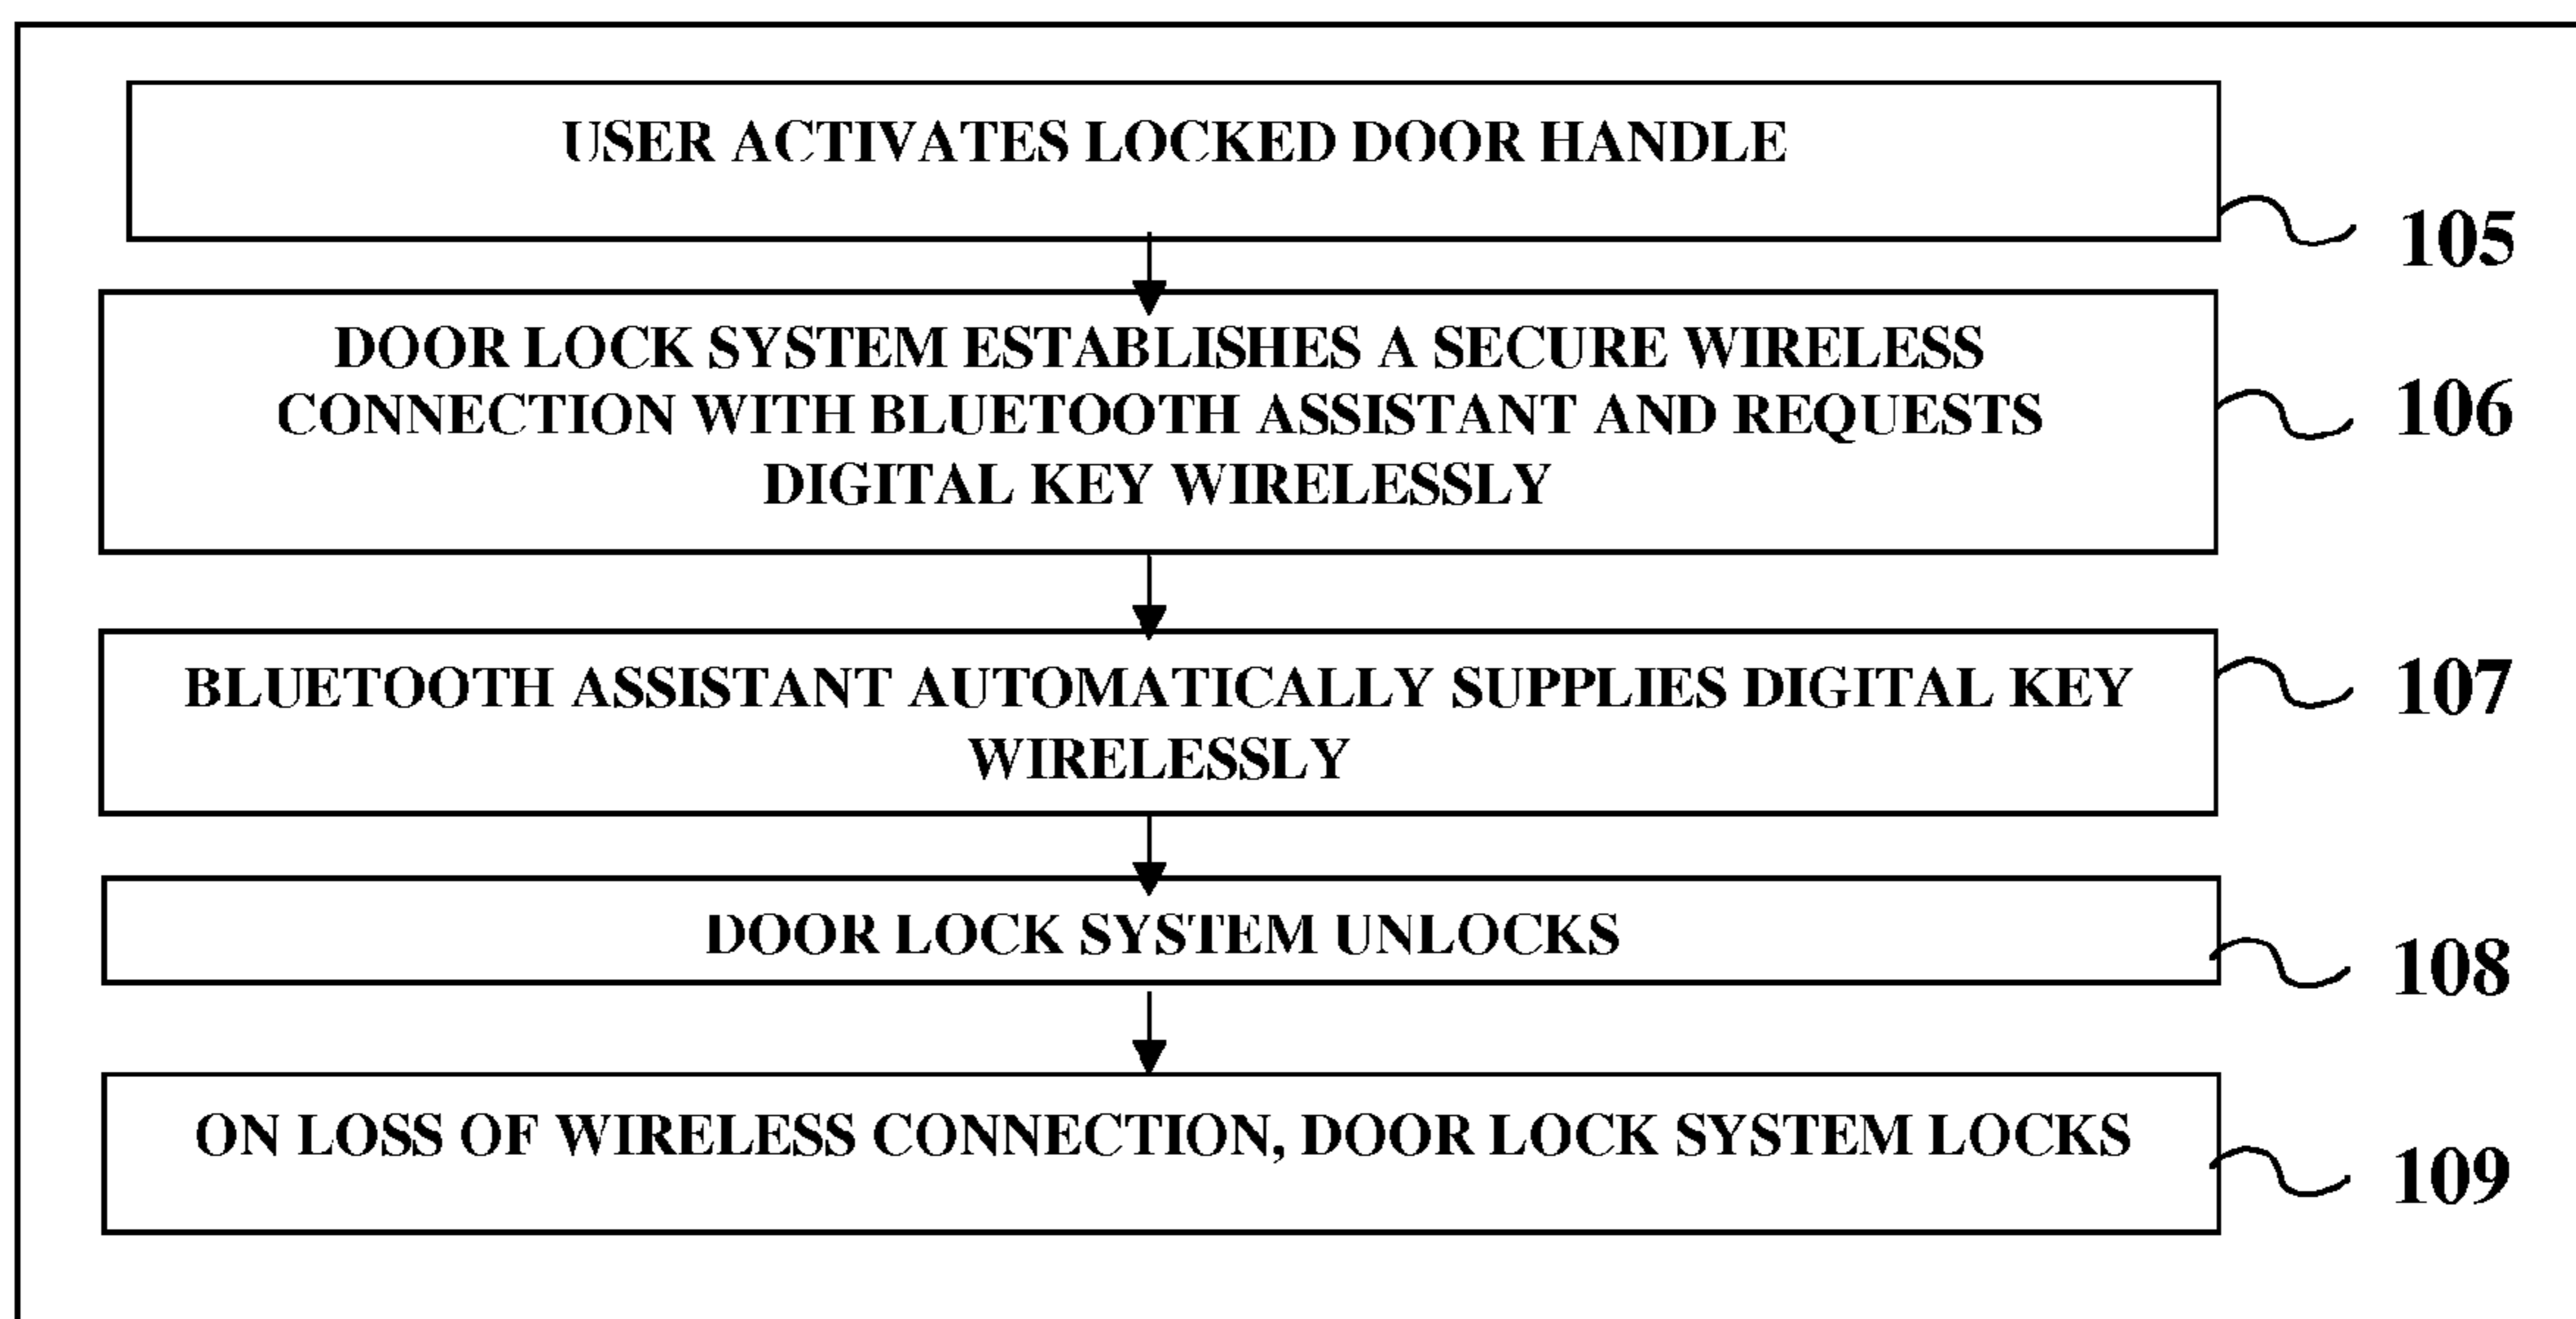 USER ACTIVATES LOCKED DOOR HANDLE
105
DOOR LOCK SYSTEM ESTABLISHES A SECURE WIRELESS
CONNECTION WITH BLUETOOTH ASSISTANT AND REQUESTS
DIGITAL KEY WIRELESSLY
106
BLUETOOTH ASSISTANT AUTOMATICALLY SUPPLIES DIGITAL KEY
WIRELESSLY
107
DOOR LOCK SYSTEM UNLOCKS
108
ON LOSS OF WIRELESS CONNECTION, DOOR LOCK SYSTEM LOCKS
109